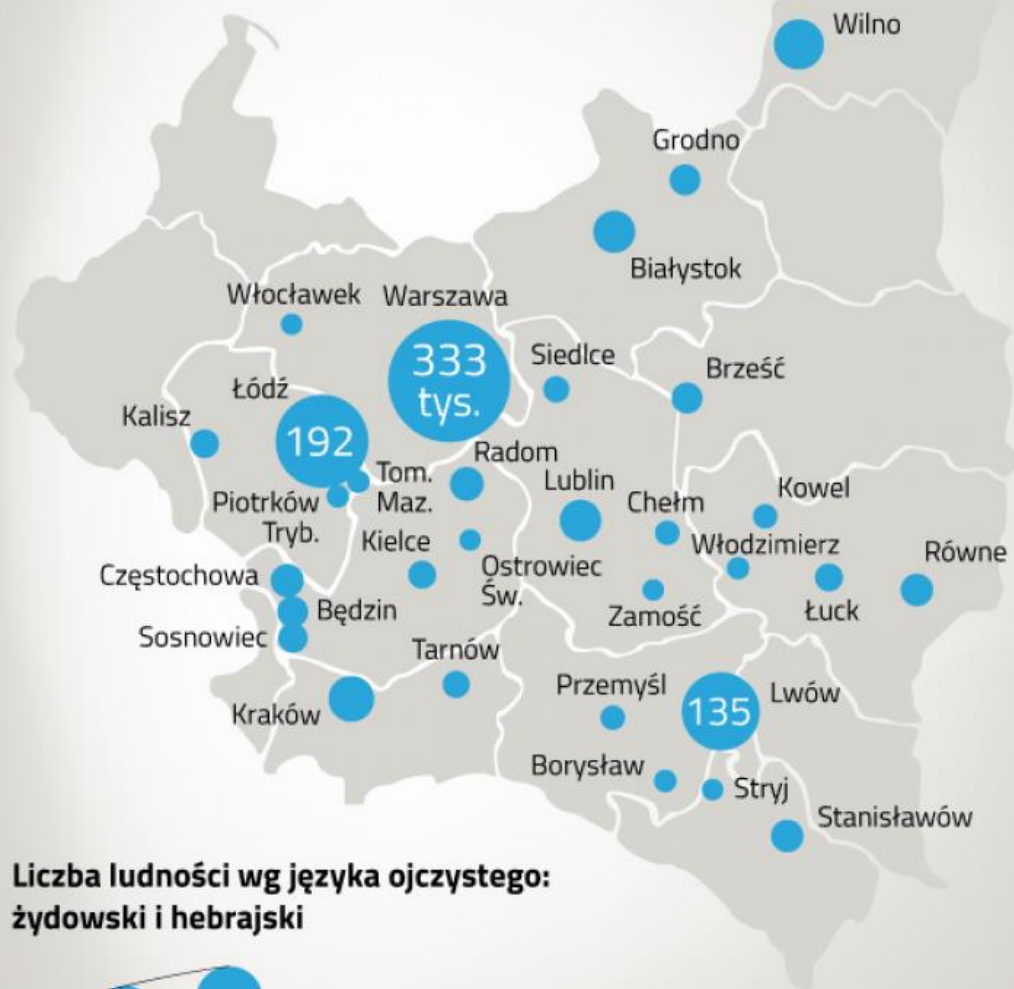 Wilno
Grodno
Białystok
Włocławek
Warszawa
333
tys.
Siedlce
Brześć
Łódź
Kalisz
192
Radom
Tom.
Maz.
Lublin
Piotrków
Tryb.
Chełm
Kowel
Kielce
Włodzimierz
Równe
Ostrowiec
Św.
Częstochowa
Będzin
Zamość
Łuck
Sosnowiec
Tarnów
Przemyśl
135
Lwów
Kraków
Borysław
Stryj
Stanisławów
Liczba ludności wg języka ojczystego:
żydowski i hebrajski